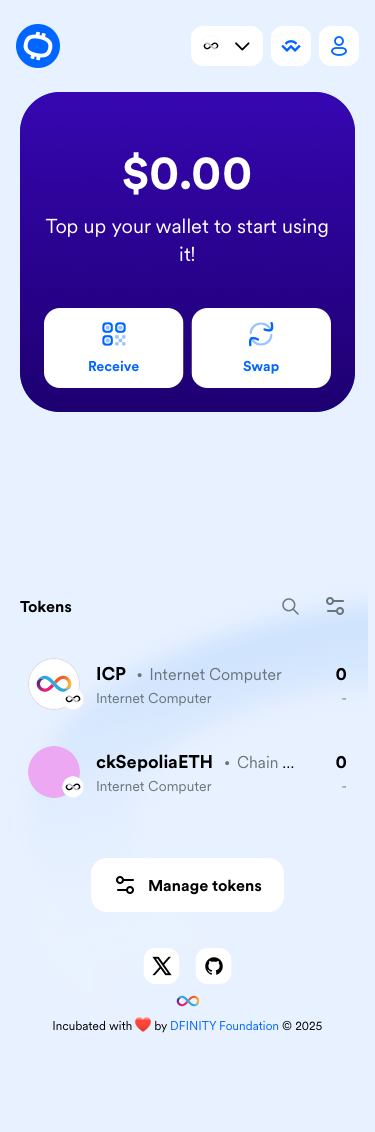 $0.00
Top up your wallet to start using
it!
Receive
Swap
Tokens
ICP • Internet Computer 0
Internet Computer -
ckSepoliaETH • Chain ... 0
Internet Computer -
Manage tokens
Incubated with ❤️ by DFINITY Foundation © 2025